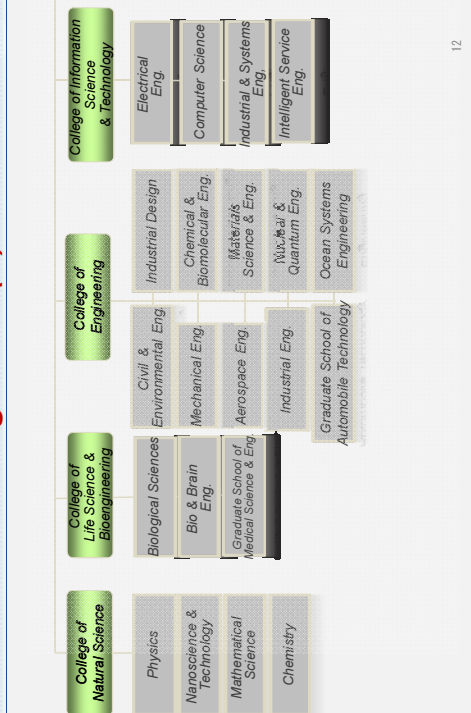 College of
Natural Science
Physics
Nanoscience &
Technology
Mathematical
Science
Chemistry
College of
Life Science &
Bioengineering
Biological Sciences
Bio & Brain
Eng.
Graduate School of
Medical Science & Eng
College of
Engineering
Civil &
Environmental Eng.
Mechanical Eng.
Aerospace Eng.
Industrial Eng.
Graduate School of
Automobile Technology
Industrial Design
Chemical &
Biomolecular Eng.
Materials
Science & Eng.
Nuclear &
Quantum Eng.
Ocean Systems
Engineering
College of Information
Science
& Technology
Electrical
Eng.
Computer Science
Industrial & Systems
Eng,
Intelligent Service
Eng.
12